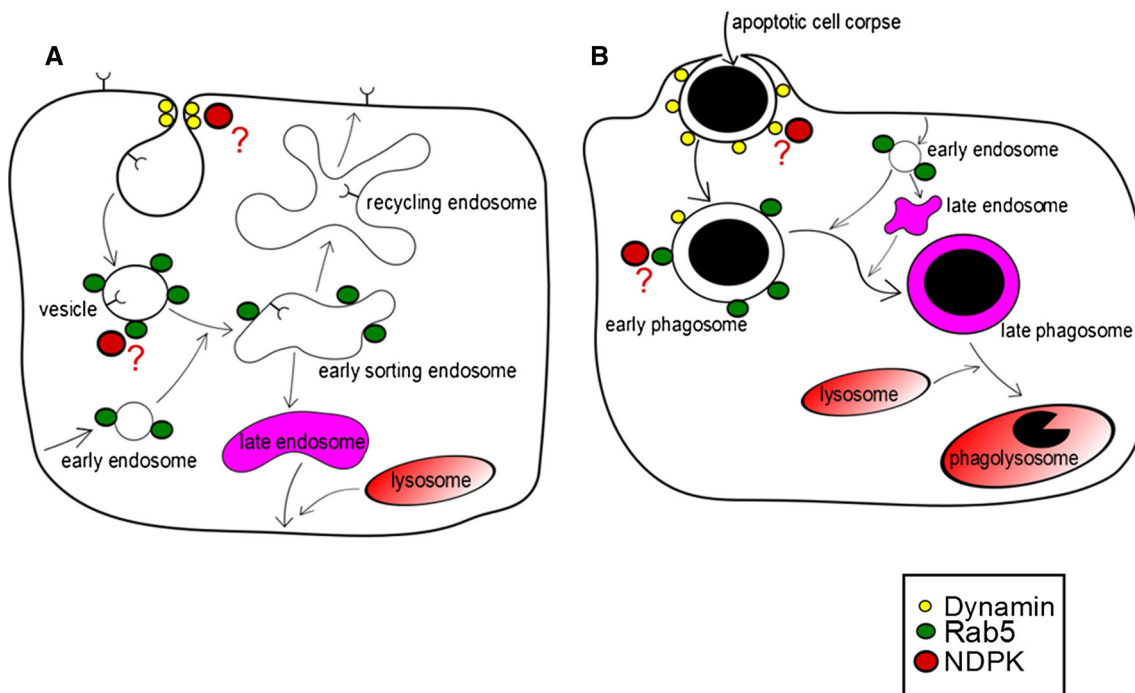 A
?
recycling endosome
vesicle
?
early sorting endosome
early endosome
late endosome
lysosome
B
apoptotic cell corpse
?
early endosome
late endosome
?
early phagosome
late phagosome
lysosome
phagolysosome
Dynamin
Rab5
NDPK